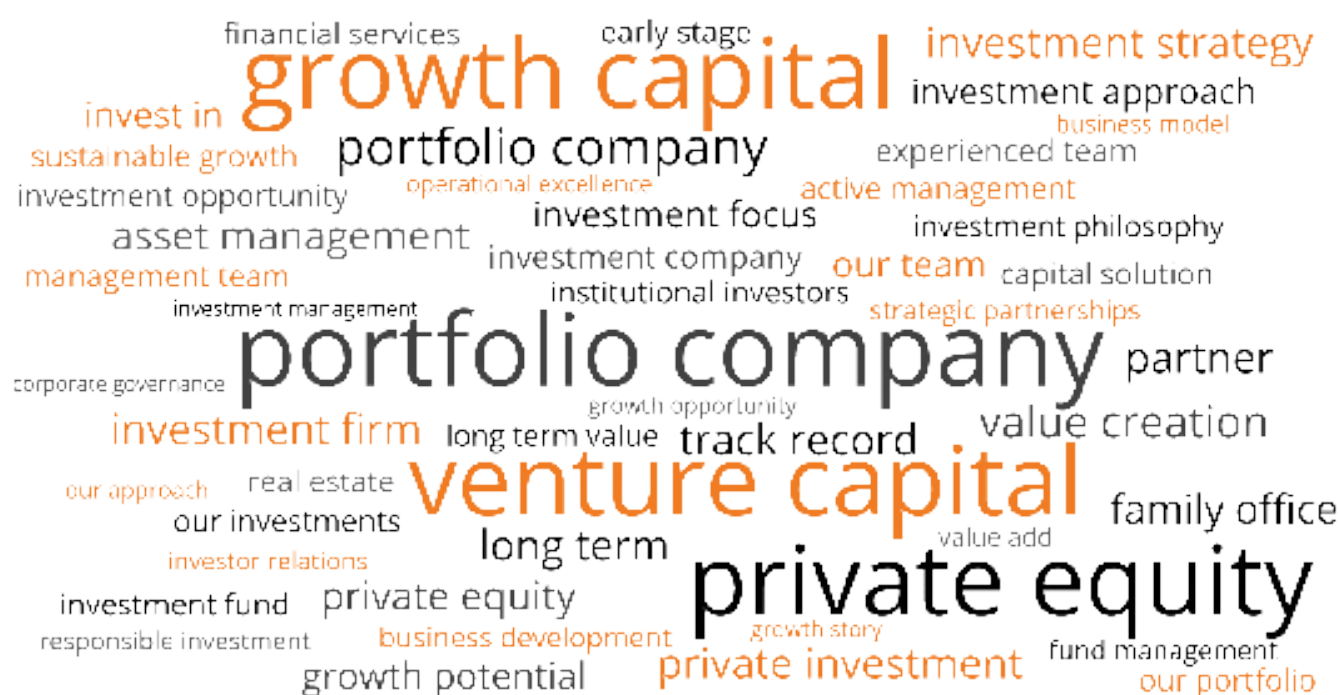 financial services
early stage
growth capital
investment strategy
investment approach
invest in
business model
sustainable growth
portfolio company
experienced team
investment opportunity
operational excellence
active management
investment focus
investment philosophy
asset management
investment company
our team
management team
capital solution
institutional investors
investment management
strategic partnerships
portfolio company
partner
corporate governance
growth opportunity
investment firm
long term value
track record
value creation
our approach
real estate
venture capital
family office
our investments
value add
long term
investor relations
private equity
investment fund
private equity
responsible investment
business development
growth story
fund management
growth potential
private investment
our portfolio